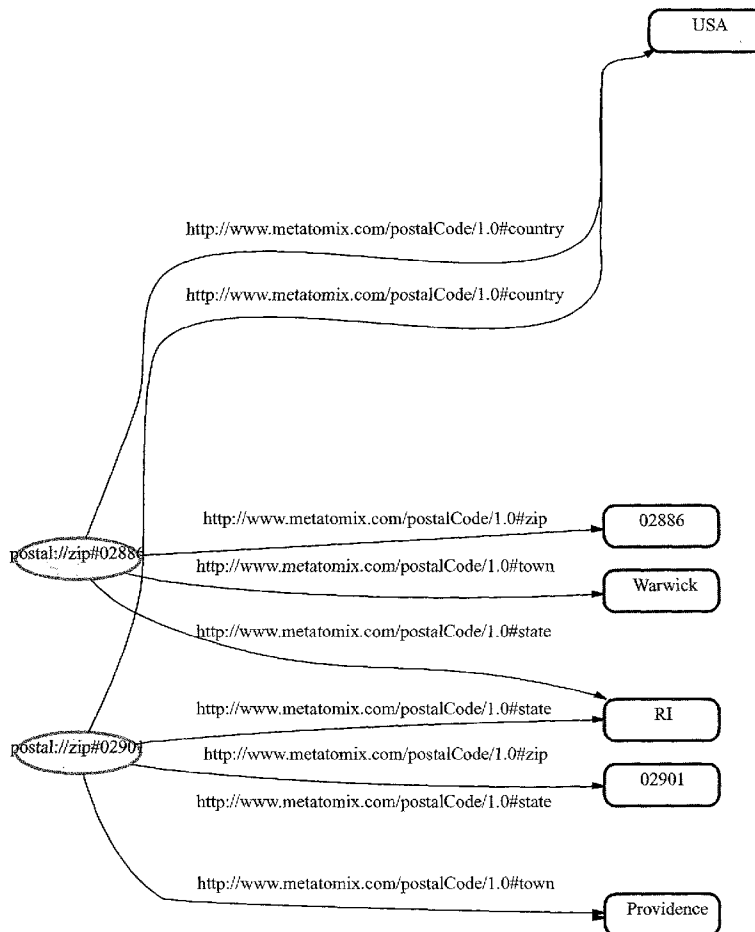 USA
http://www.metatomix.com/postalCode/1.0#country
http://www.metatomix.com/postalCode/1.0#country
http://www.metatomix.com/postalCode/1.0#zip
02886
postal://zip#02886
http://www.metatomix.com/postalCode/1.0#town
Warwick
http://www.metatomix.com/postalCode/1.0#state
http://www.metatomix.com/postalCode/1.0#state
RI
postal://zip#02901
http://www.metatomix.com/postalCode/1.0#zip
02901
http://www.metatomix.com/postalCode/1.0#state
http://www.metatomix.com/postalCode/1.0#town
Providence